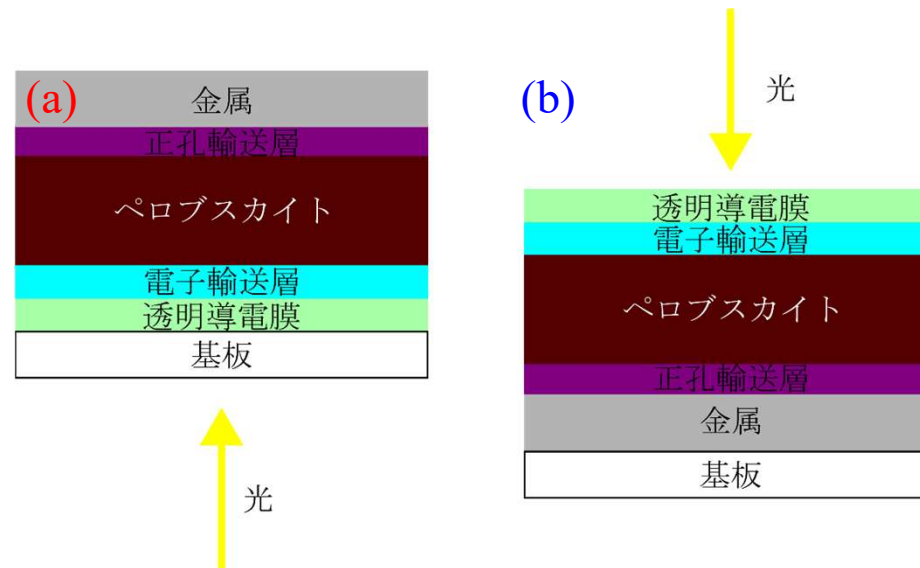 (a)
金属
正孔輸送層
ペロブスカイト
電子輸送層
透明導電膜
基板
光
(b)
光
透明導電膜
電子輸送層
ペロブスカイト
正孔輸送層
金属
基板